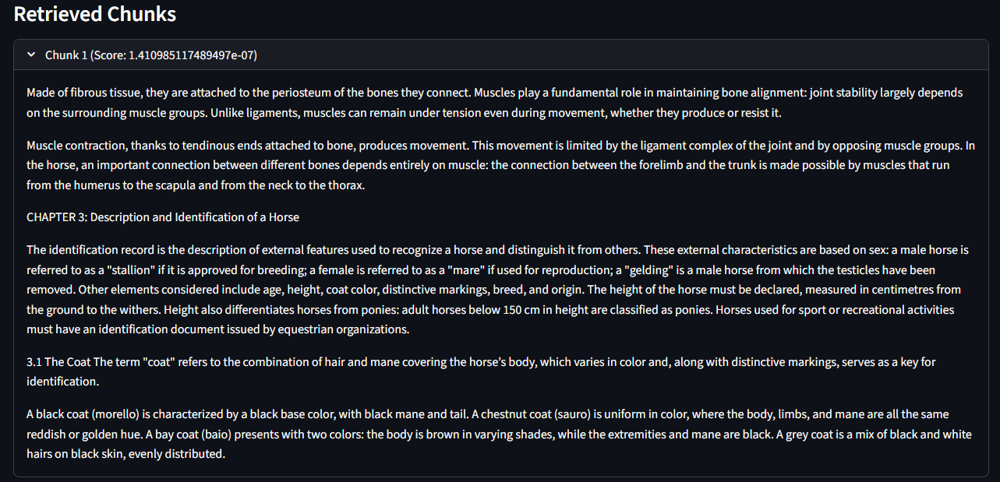 Retrieved Chunks
Chunk 1 (Score: 1.410985117489497e-07)
Made of fibrous tissue, they are attached to the periosteum of the bones they connect. Muscles play a fundamental role in maintaining bone alignment: joint stability largely depends
on the surrounding muscle groups. Unlike ligaments, muscles can remain under tension even during movement, whether they produce or resist it.
Muscle contraction, thanks to tendinous ends attached to bone, produces movement. This movement is limited by the ligament complex of the joint and by opposing muscle groups. In
the horse, an important connection between different bones depends entirely on muscle: the connection between the forelimb and the trunk is made possible by muscles that run
from the humerus to the scapula and from the neck to the thorax.
CHAPTER 3: Description and Identification of a Horse
The identification record is the description of external features used to recognize a horse and distinguish it from others. These external characteristics are based on sex: a male horse is
referred to as a "stallion" if it is approved for breeding; a female is referred to as a "mare" if used for reproduction; a "gelding" is a male horse from which the testicles have been
removed. Other elements considered include age, height, coat color, distinctive markings, breed, and origin. The height of the horse must be declared, measured in centimetres from
the ground to the withers. Height also differentiates horses from ponies: adult horses below 150 cm in height are classified as ponies. Horses used for sport or recreational activities
must have an identification document issued by equestrian organizations.
3.1 The Coat The term "coat" refers to the combination of hair and mane covering the horse’s body, which varies in color and, along with distinctive markings, serves as a key for
identification.
A black coat (morello) is characterized by a black base color, with black mane and tail. A chestnut coat (sauro) is uniform in color, where the body, limbs, and mane are all the same
reddish or golden hue. A bay coat (baio) presents with two colors: the body is brown in varying shades, while the extremities and mane are black. A grey coat is a mix of black and white
hairs on black skin, evenly distributed.